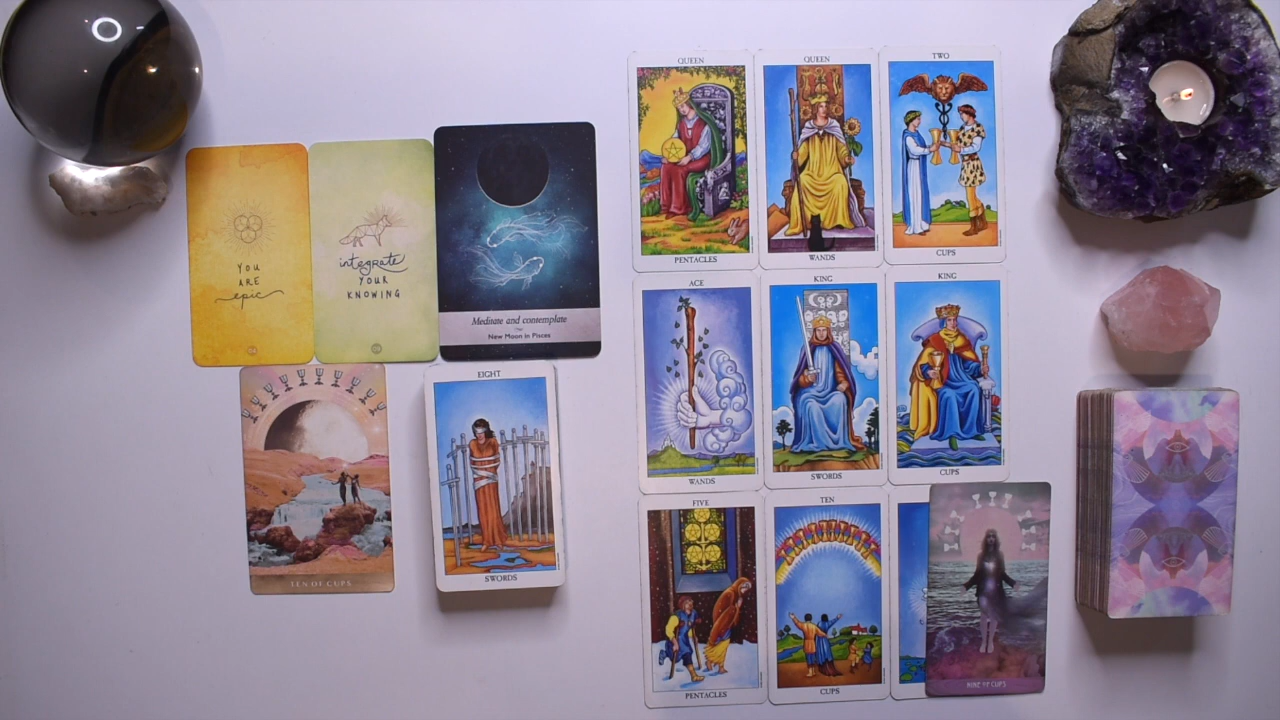 YOU
ARE
epic
integrate
YOUR
KNOWING
Meditate and contemplate
New Moon in Pisces
TEN OF CUPS
EIGHT
SWORDS
QUEEN
PENTACLES
QUEEN
WANDS
TWO
CUPS
ACE
WANDS
KING
SWORDS
KING
CUPS
FIVE
PENTACLES
TEN
CUPS
NINE OF CUPS